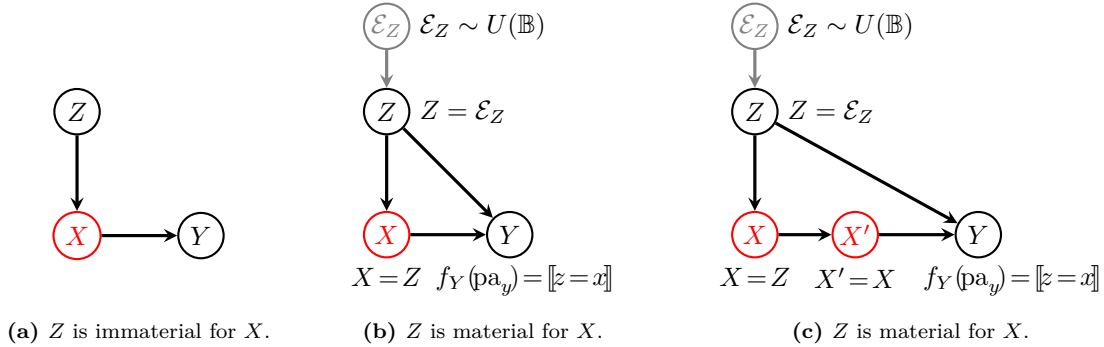 Z
X
Y
(a) Z is immaterial for X.
ℰ_Z ℰ_Z ∼ U(𝔹)
Z Z = ℰ_Z
X
Y
X = Z f_Y(pa_y) = ⟦z = x⟧
(b) Z is material for X.
ℰ_Z ℰ_Z ∼ U(𝔹)
Z Z = ℰ_Z
X
X′
Y
X = Z X′ = X f_Y(pa_y) = ⟦z = x⟧
(c) Z is material for X.